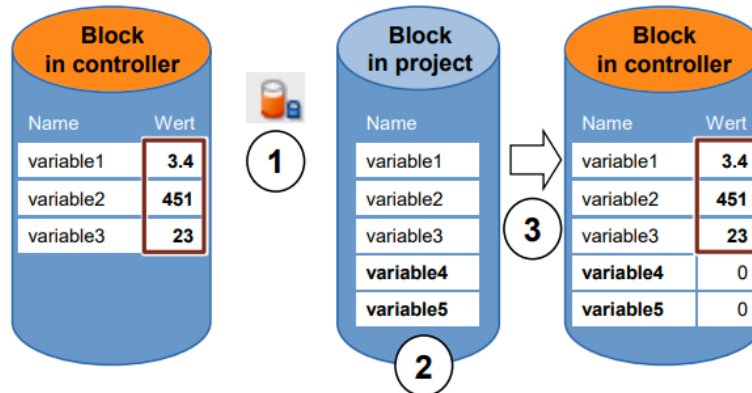 Block
in controller
Name Wert
variable1 3.4
variable2 451
variable3 23
1
Block
in project
Name
variable1
variable2
variable3
variable4
variable5
2
3
Block
in controller
Name Wert
variable1 3.4
variable2 451
variable3 23
variable4 0
variable5 0